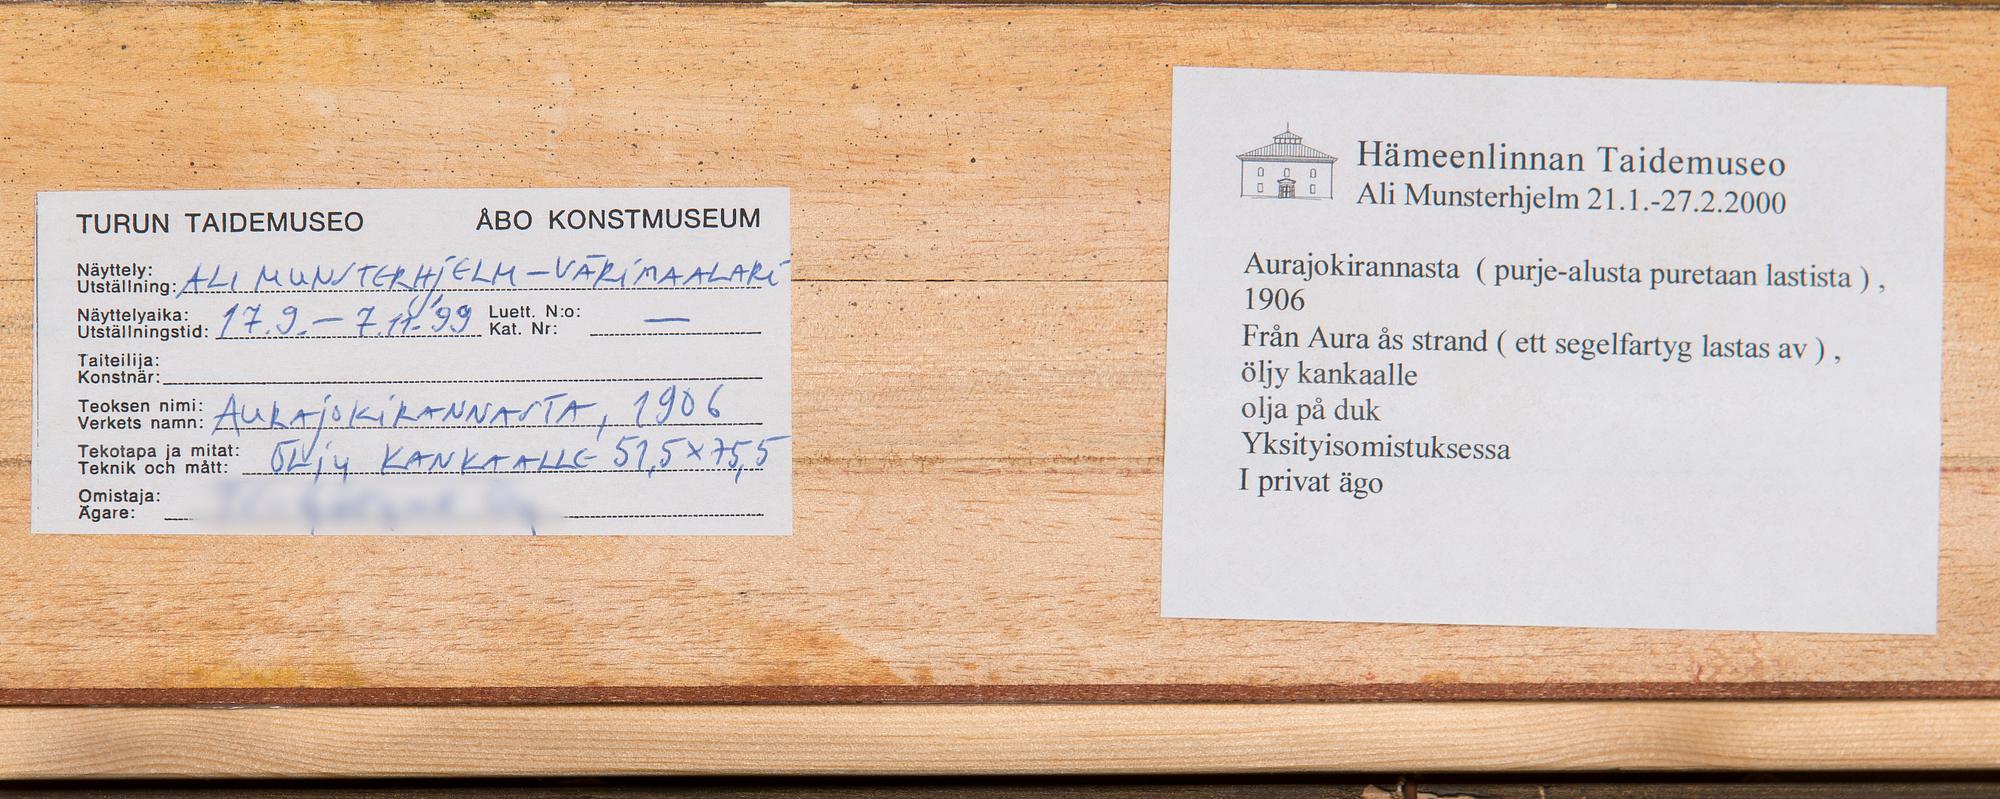 TURUN TAIDEMUSEO ÅBO KONSTMUSEUM
Näyttely: ALI MUNSTERHJELM – VÄRIMAALARI
Utställning:
Näyttelyaika: 17.9. – 7.11.'99 Luett. N:o: —
Utställningstid: Kat. Nr:
Taiteilija:
Konstnär:
Teoksen nimi: AURAJOKIRANNASTA, 1906
Verkets namn:
Tekotapa ja mitat: ÖLJY KANKAALLE 51,5 x 75,5
Teknik och mått:
Omistaja:
Ägare:
Hämeenlinnan Taidemuseo
Ali Munsterhjelm 21.1.-27.2.2000
Aurajokirannasta ( purje-alusta puretaan lastista ) ,
1906
Från Aura ås strand ( ett segelfartyg lastas av ) ,
öljy kankaalle
olja på duk
Yksityisomistuksessa
I privat ägo